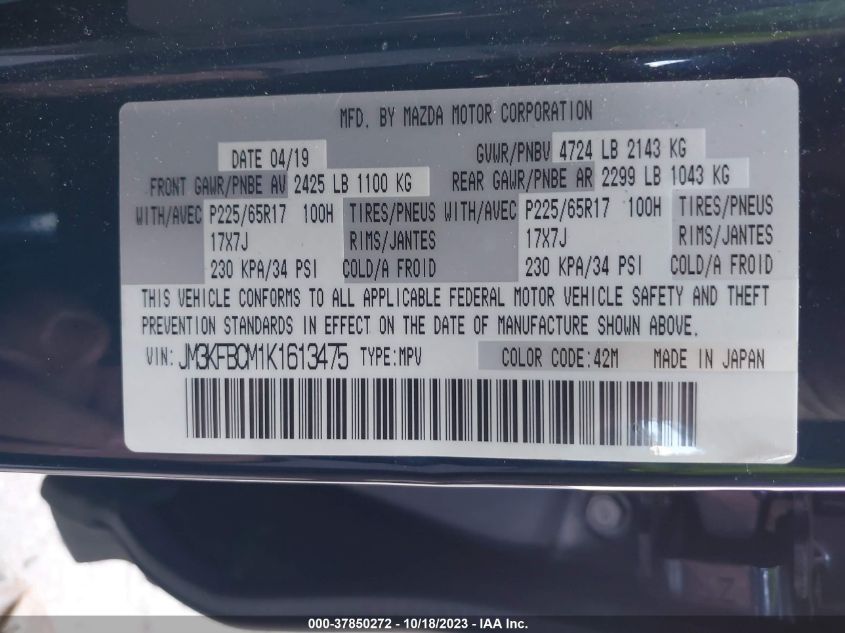 MFD. BY MAZDA MOTOR CORPORATION
DATE 04/19 GVWR/PNBV 4724 LB 2143 KG
FRONT GAWR/PNBE AV 2425 LB 1100 KG REAR GAWR/PNBE AR 2299 LB 1043 KG
WITH/AVEC P225/65R17 100H TIRES/PNEUS WITH/AVEC P225/65R17 100H TIRES/PNEUS
17X7J RIMS/JANTES 17X7J RIMS/JANTES
230 KPA/34 PSI COLD/A FROID 230 KPA/34 PSI COLD/A FROID
THIS VEHICLE CONFORMS TO ALL APPLICABLE FEDERAL MOTOR VEHICLE SAFETY AND THEFT
PREVENTION STANDARDS IN EFFECT ON THE DATE OF MANUFACTURE SHOWN ABOVE.
VIN: JM3KFBCM1K1613475 TYPE:MPV COLOR CODE:42M MADE IN JAPAN
000-37850272 - 10/18/2023 - IAA Inc.